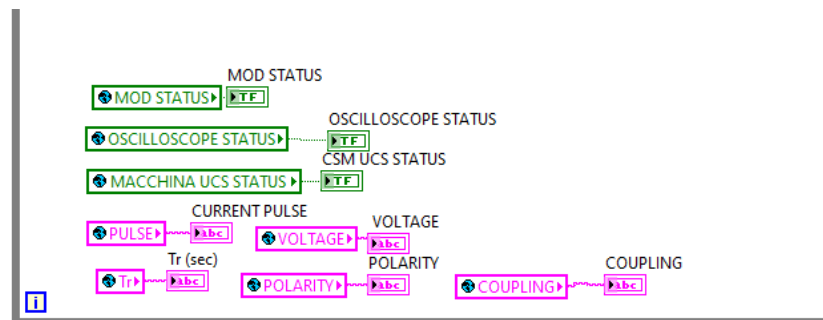 MOD STATUS
MOD STATUS TF
OSCILLOSCOPE STATUS
OSCILLOSCOPE STATUS TF
CSM UCS STATUS
MACCHINA UCS STATUS TF
CURRENT PULSE
VOLTAGE
PULSE abc VOLTAGE abc
Tr (sec) POLARITY COUPLING
Tr abc POLARITY abc COUPLING abc
i